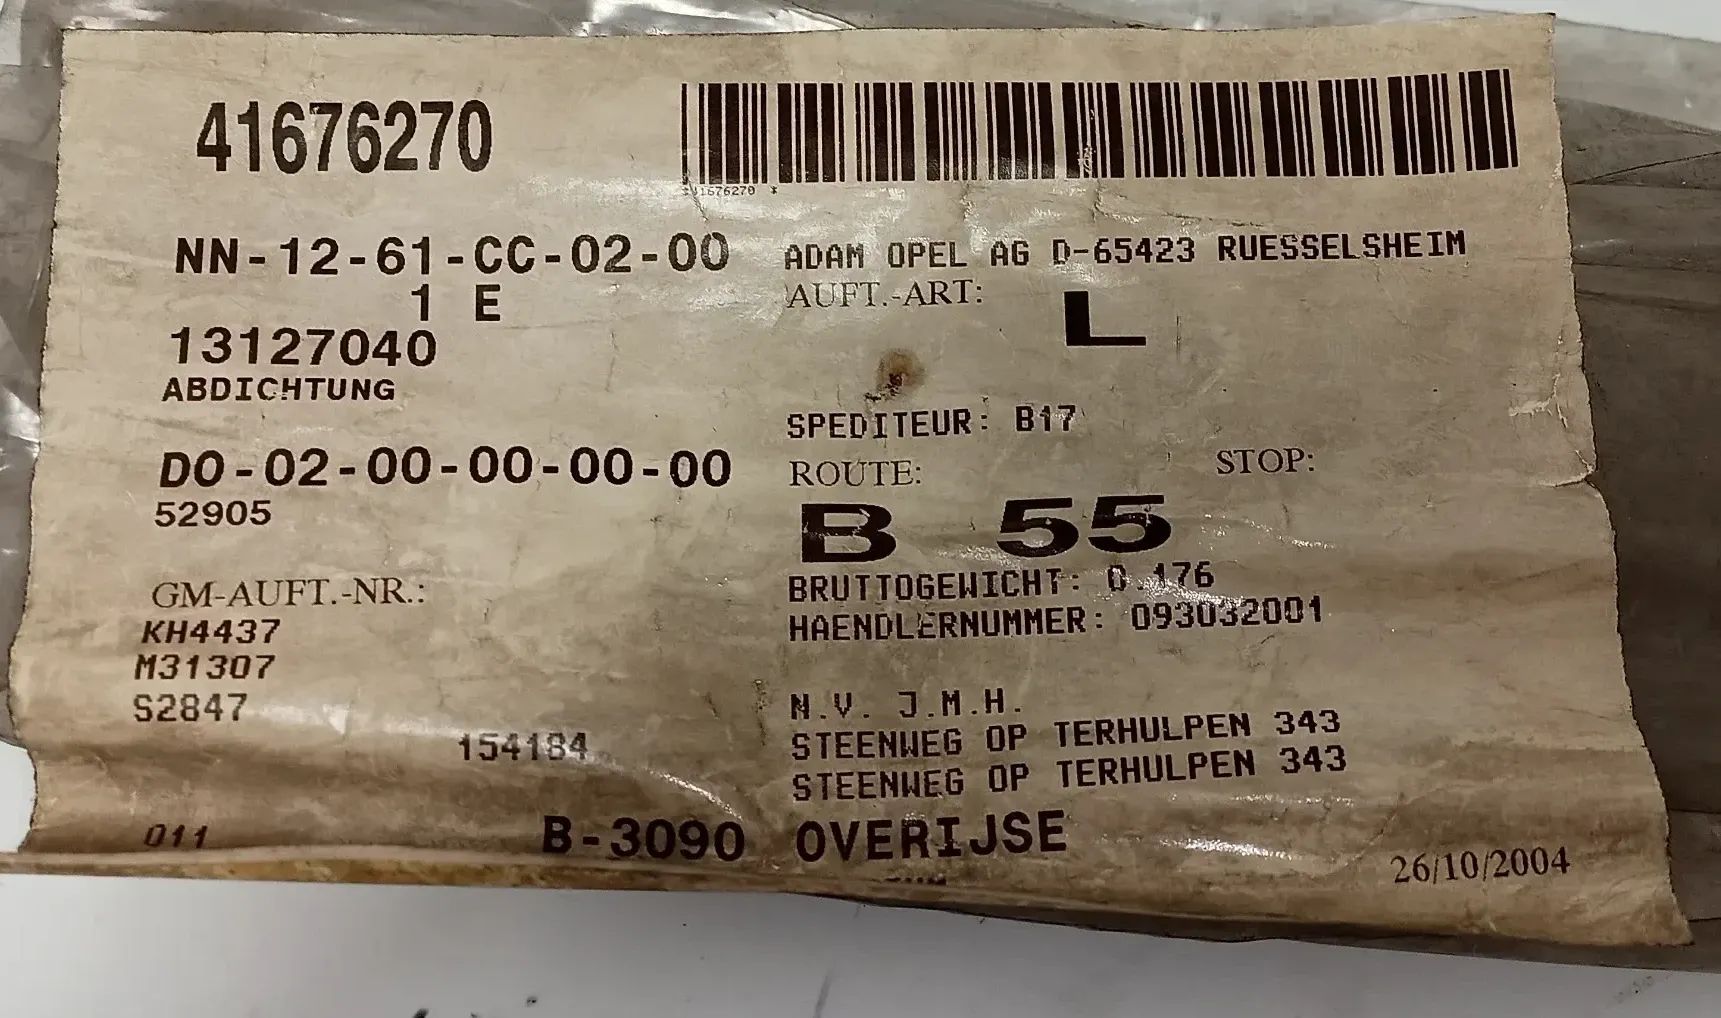 41676270
NN-12-61-CC-02-00
1 E
13127040
ABDICHTUNG
DO-02-00-00-00-00
52905
GM-AUFT.-NR.:
KH4437
M31307
S2847
154184
011
ADAM OPEL AG D-65423 RUESSELSHEIM
AUFT.-ART:
L
SPEDITEUR: B17
ROUTE: STOP:
B 55
BRUTTOGEWICHT: 0.176
HAENDLERNUMMER: 093032001
N.V. J.M.H.
STEENWEG OP TERHULPEN 343
STEENWEG OP TERHULPEN 343
B-3090 OVERIJSE
26/10/2004